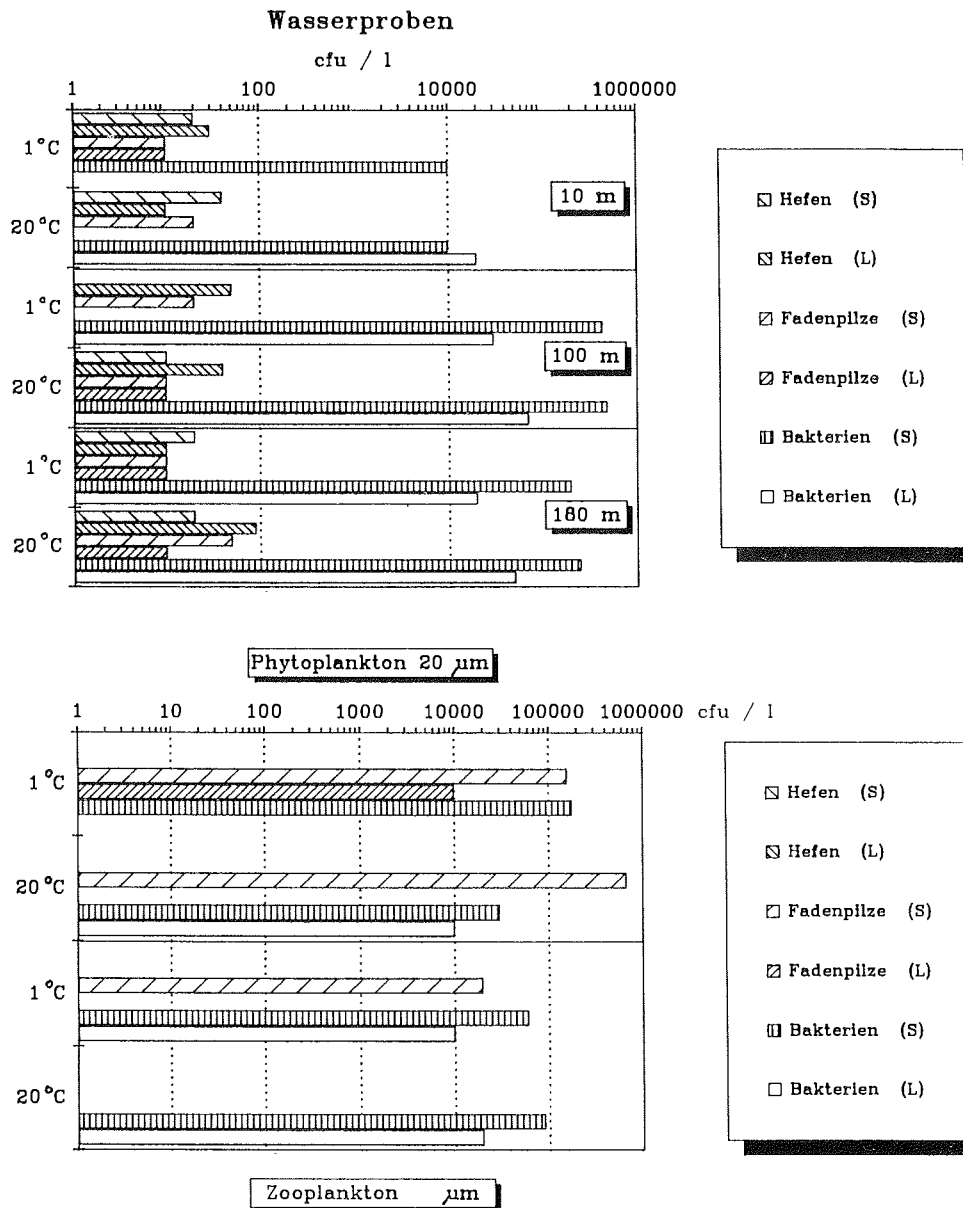 Wasserproben
cfu / l
1 100 10000 1000000
1°C
10 m
20°C
1°C
100 m
20°C
1°C
180 m
20°C
Hefen (S)
Hefen (L)
Fadenpilze (S)
Fadenpilze (L)
Bakterien (S)
Bakterien (L)
Phytoplankton 20 µm
1 10 100 1000 10000 100000 1000000 cfu / l
1°C
20°C
1°C
20°C
Hefen (S)
Hefen (L)
Fadenpilze (S)
Fadenpilze (L)
Bakterien (S)
Bakterien (L)
Zooplankton µm